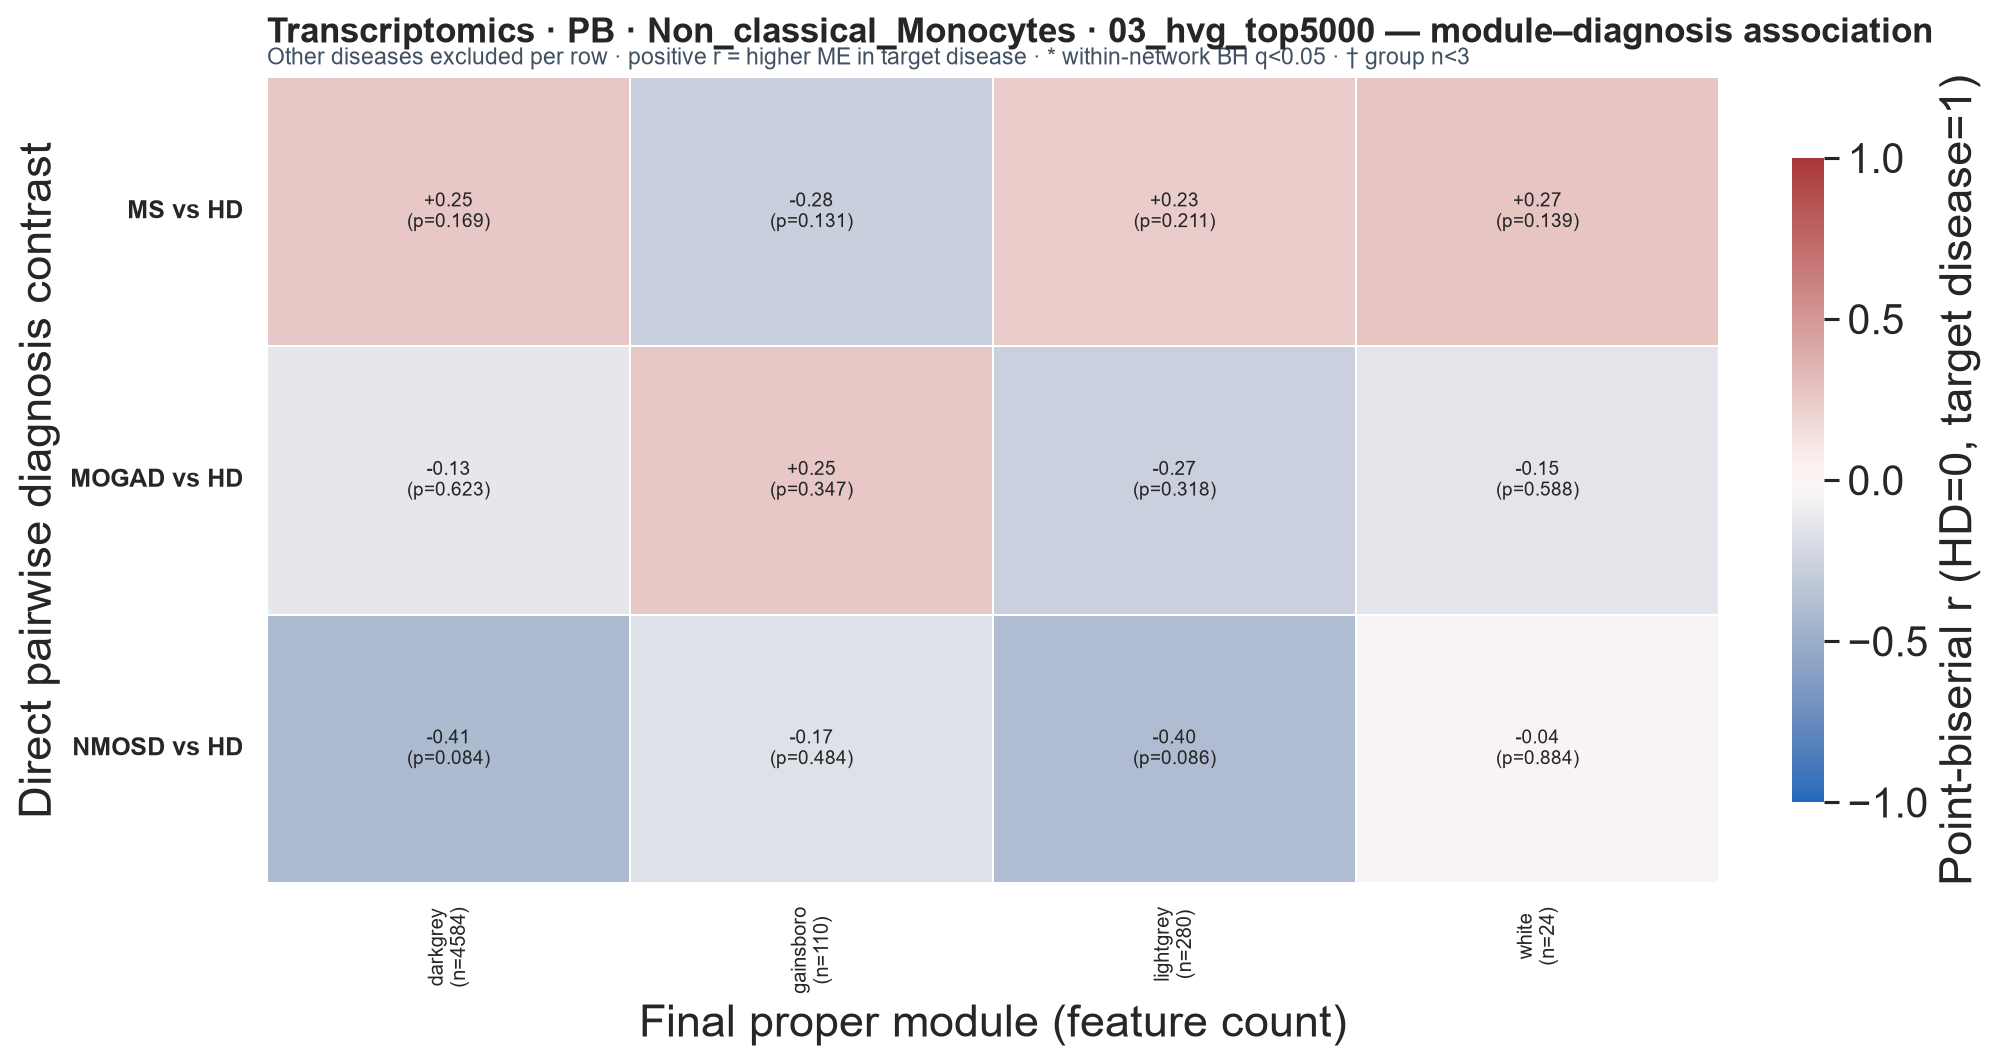 Transcriptomics · PB · Non_classical_Monocytes · 03_hvg_top5000 — module–diagnosis association
Other diseases excluded per row · positive r = higher ME in target disease · * within-network BH q<0.05 · † group n<3
Direct pairwise diagnosis contrast
MS vs HD
+0.25
(p=0.169)
-0.28
(p=0.131)
+0.23
(p=0.211)
+0.27
(p=0.139)
MOGAD vs HD
-0.13
(p=0.623)
+0.25
(p=0.347)
-0.27
(p=0.318)
-0.15
(p=0.588)
NMOSD vs HD
-0.41
(p=0.084)
-0.17
(p=0.484)
-0.40
(p=0.086)
-0.04
(p=0.884)
darkgrey
(n=4584)
gainsboro
(n=110)
lightgrey
(n=280)
white
(n=24)
Final proper module (feature count)
1.0
0.5
0.0
−0.5
−1.0
Point-biserial r (HD=0, target disease=1)